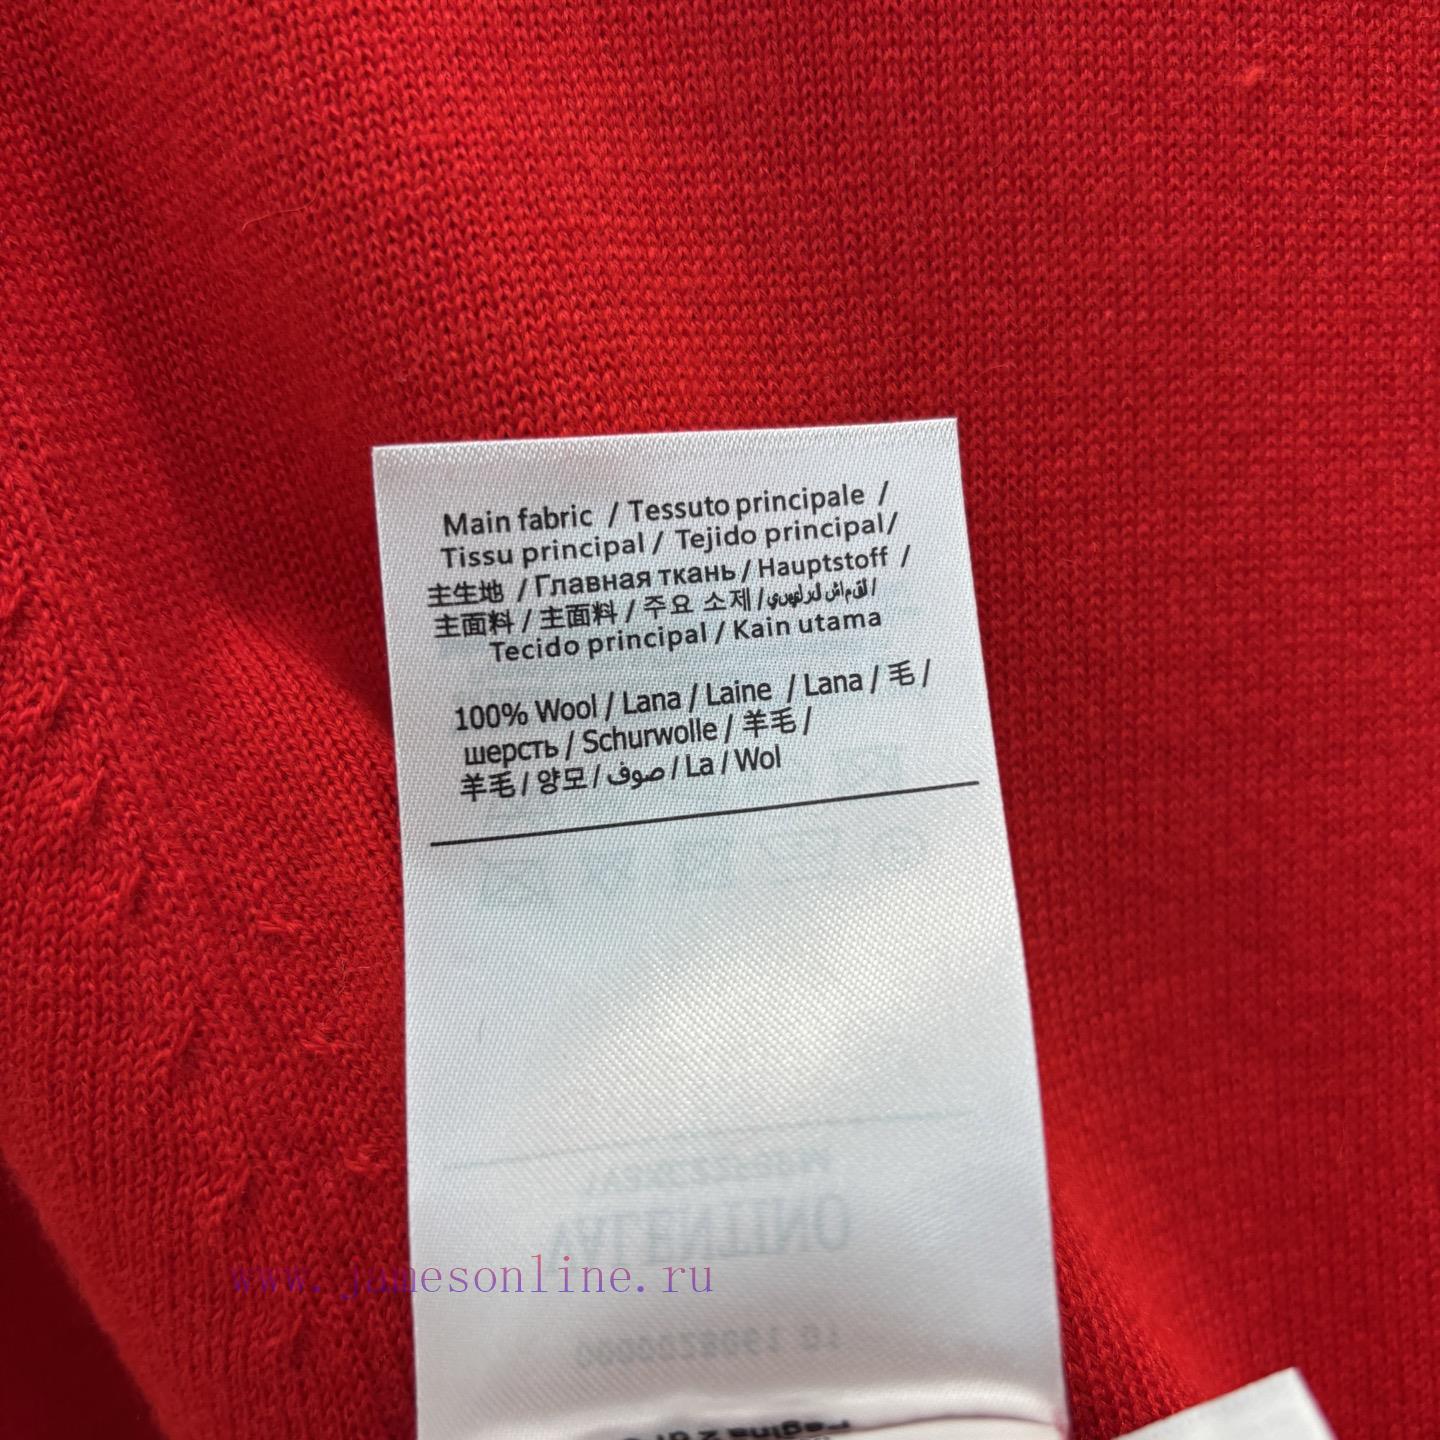 Main fabric / Tessuto principale /
Tissu principal / Tejido principal/
主生地 / Главная ткань / Hauptstoff /
主面料 / 主面料 / 주요 소재 /
Tecido principal / Kain utama
100% Wool / Lana / Laine / Lana / 毛 /
шерсть / Schurwolle / 羊毛 /
羊毛 / 양모 / صوف / La / Wol
VALENTINO
www.jamesonline.ru